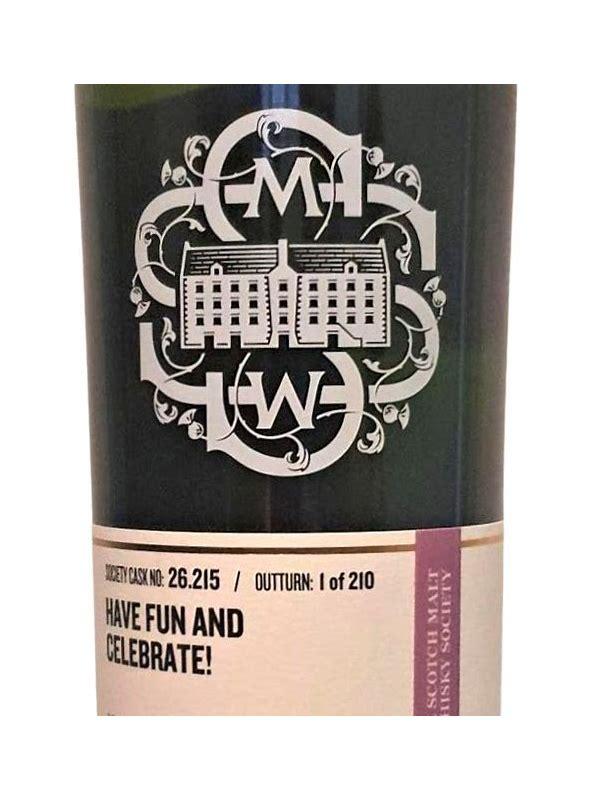 M
W
SOCIETY CASK NO: 26.215 / OUTTURN: 1 of 210
HAVE FUN AND
CELEBRATE!
SCOTCH MALT
WHISKY SOCIETY